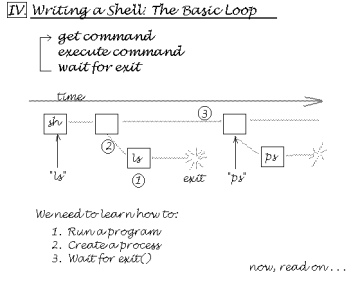 IV. Writing a Shell: The Basic Loop
get command
execute command
wait for exit
time
sh
3
2
ls
ps
1
"ls"
exit
"ps"
We need to learn how to:
1. Run a program
2. Create a process
3. Wait for exit()
now, read on . . .